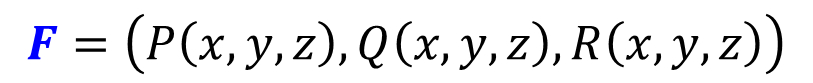 F = (P(x, y, z), Q(x, y, z), R(x, y, z))